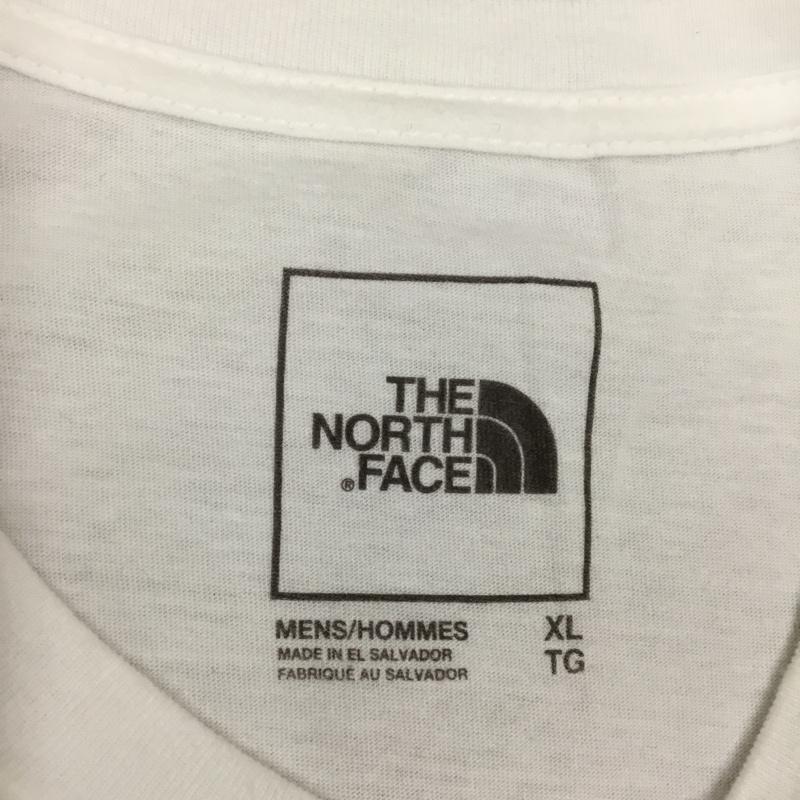 THE
NORTH
®FACE
MENS/HOMMES XL
MADE IN EL SALVADOR TG
FABRIQUÉ AU SALVADOR